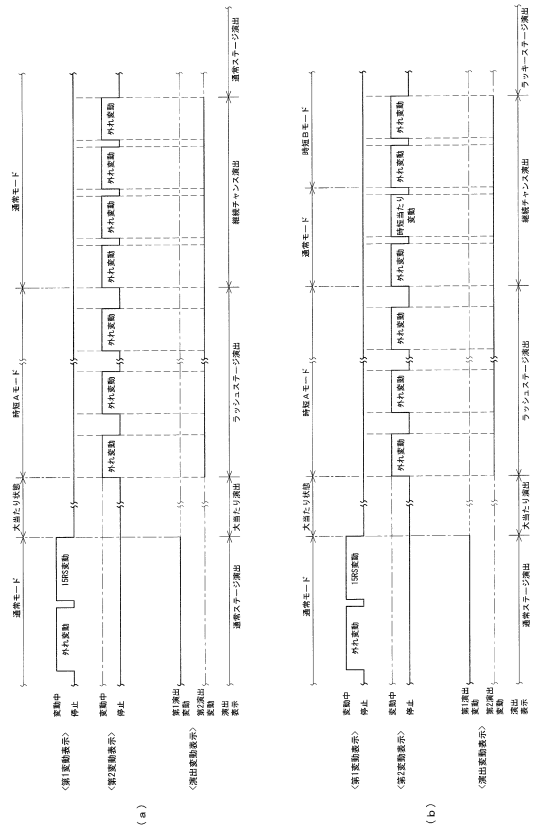 (a)
通常モード
大当たり状態
時短Aモード
通常モード
<第1変動表示>
変動中
停止
外れ変動
15RS変動
<第2変動表示>
変動中
停止
外れ変動
外れ変動
外れ変動
外れ変動
外れ変動
外れ変動
外れ変動
<演出変動表示>
第1演出
変動
第2演出
変動
演出
表示
通常ステージ演出
大当たり演出
ラッシュステージ演出
継続チャンス演出
通常ステージ演出
(b)
通常モード
大当たり状態
時短Aモード
通常モード
時短Bモード
<第1変動表示>
変動中
停止
外れ変動
15RS変動
<第2変動表示>
変動中
停止
外れ変動
外れ変動
外れ変動
外れ変動
時短当たり
変動
外れ変動
外れ変動
<演出変動表示>
第1演出
変動
第2演出
変動
演出
表示
通常ステージ演出
大当たり演出
ラッシュステージ演出
継続チャンス演出
ラッキーステージ演出